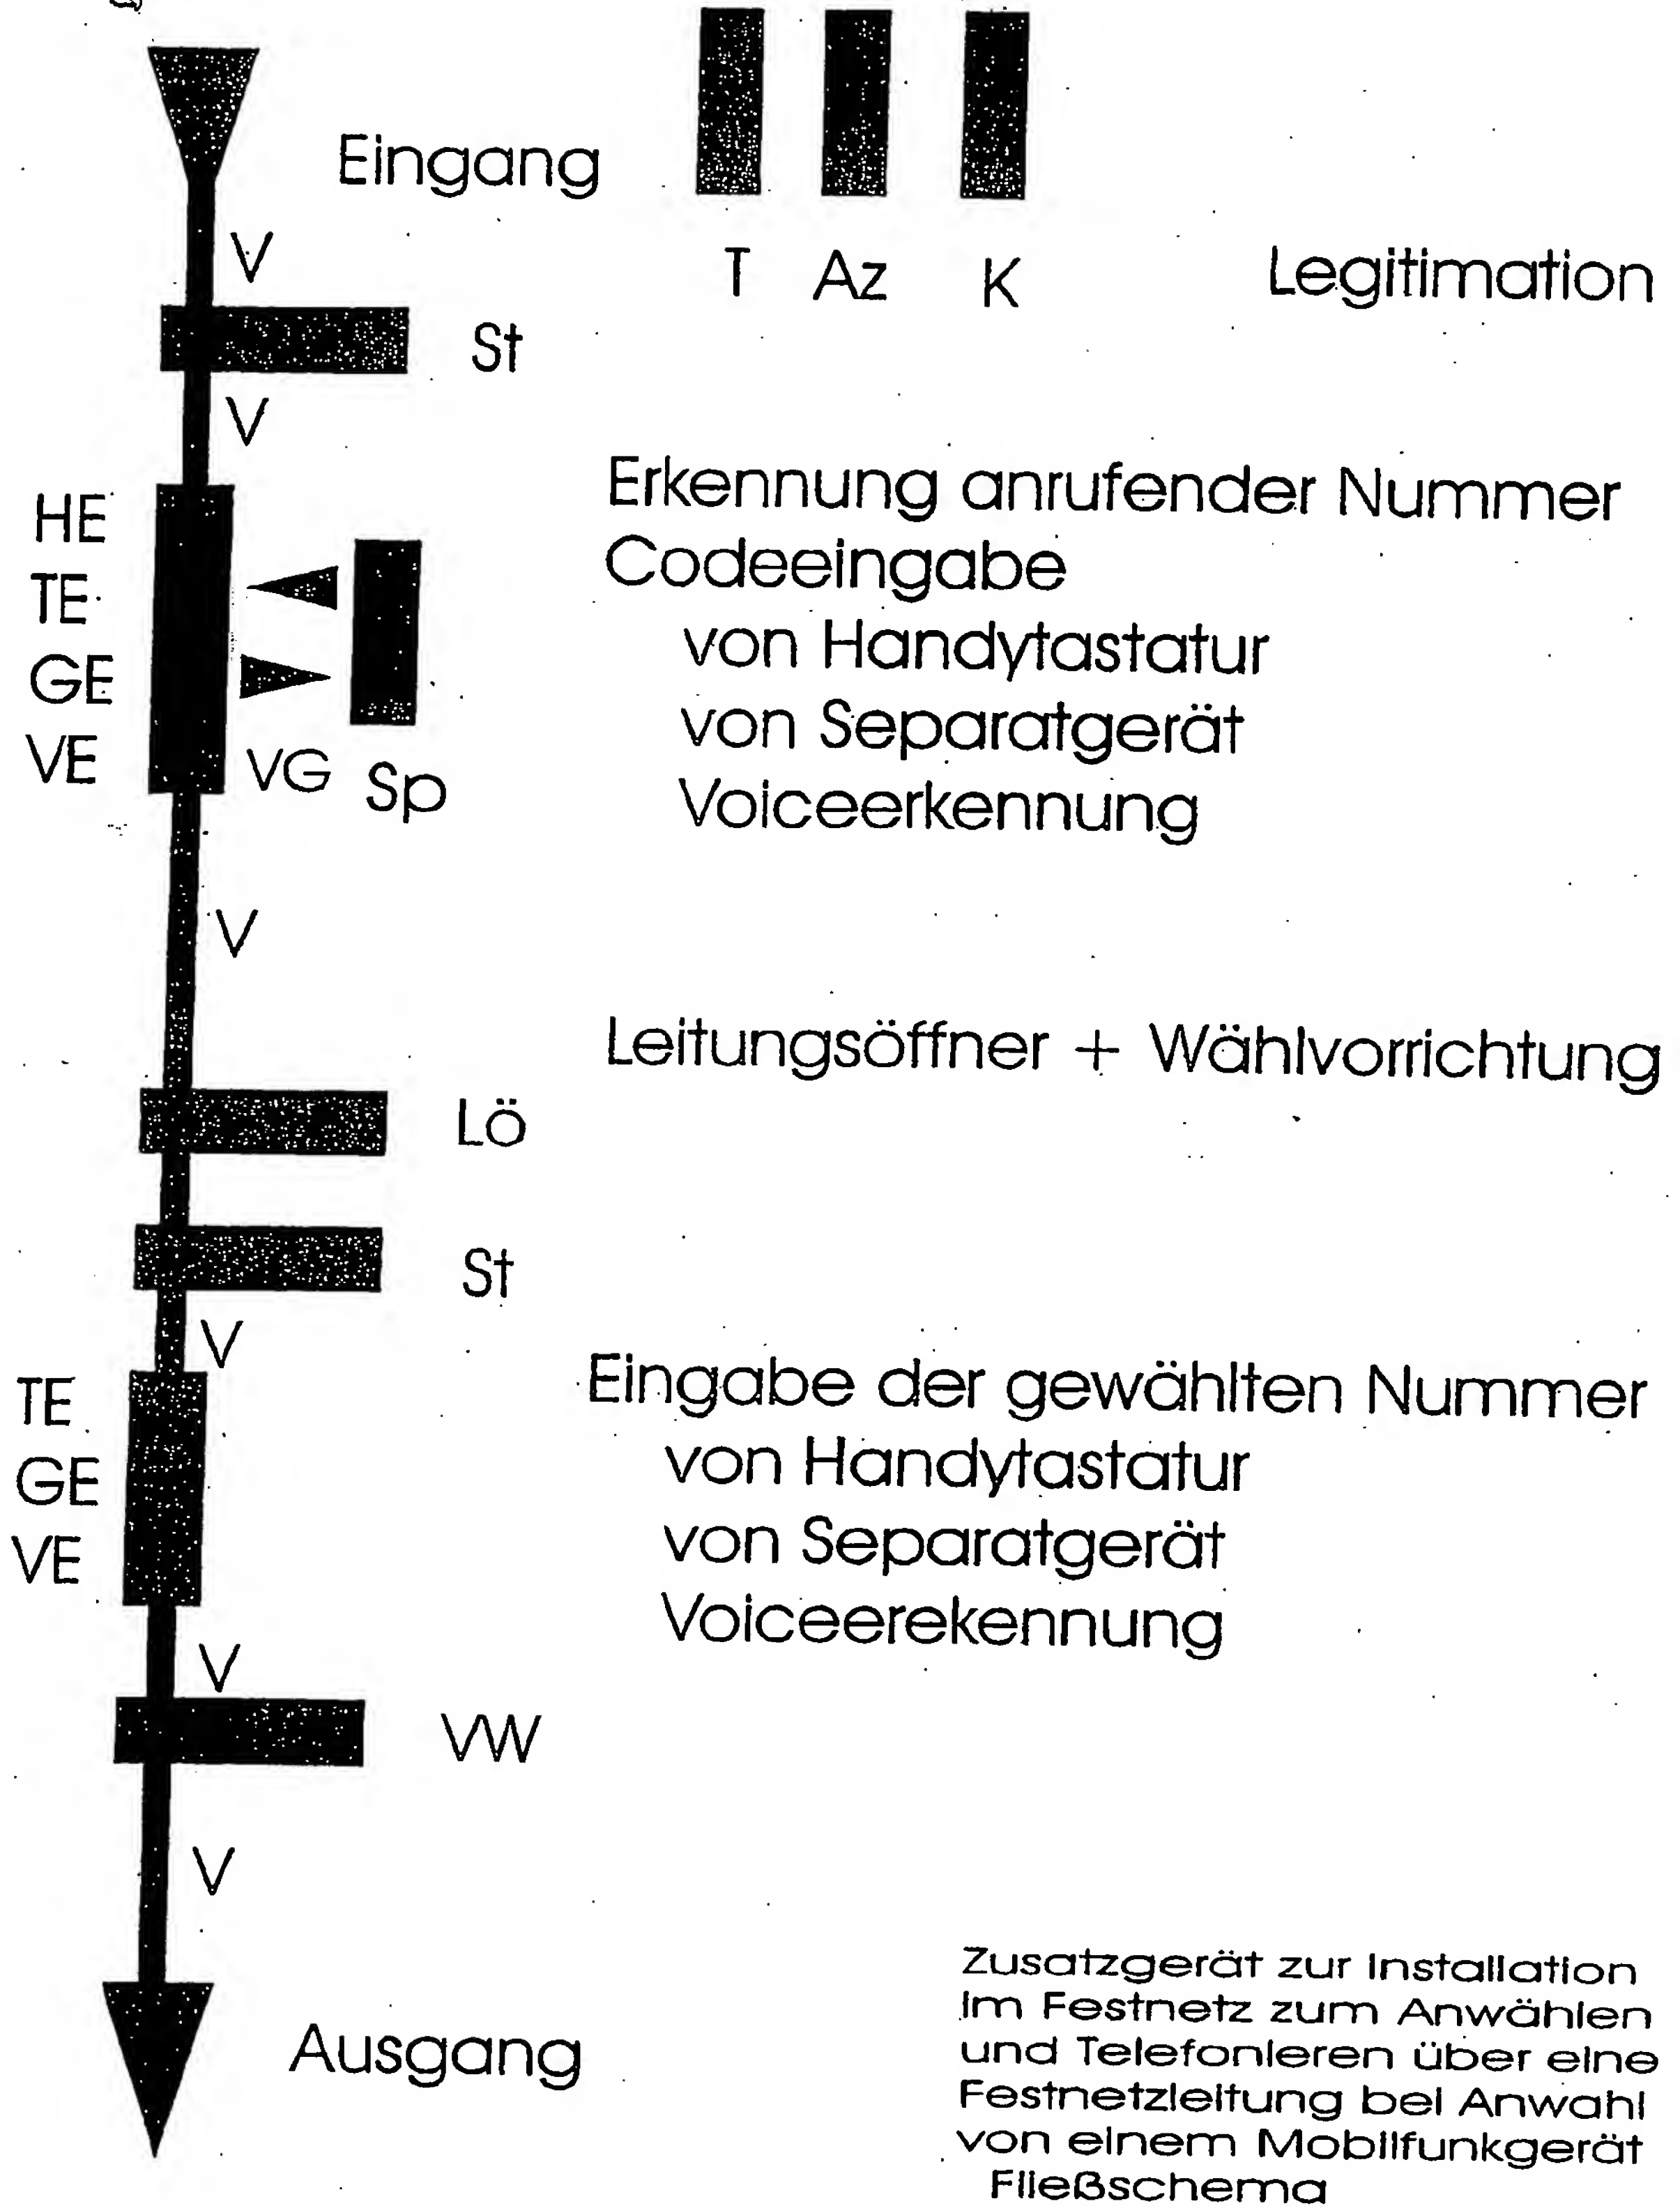 Eingang
T Az K
Legitimation
V
St
V
HE
TE
GE
VE
VG
Sp
Erkennung anrufender Nummer
Codeeingabe
von Handytastatur
von Separatgerät
Voiceerkennung
V
Leitungsöffner + Wählvorrichtung
Lö
St
V
TE
GE
VE
Eingabe der gewählten Nummer
von Handytastatur
von Separatgerät
Voiceerekennung
V
VW
V
Ausgang
Zusatzgerät zur Installation
im Festnetz zum Anwählen
und Telefonieren über eine
Festnetzleitung bei Anwahl
von einem Mobilfunkgerät
Fließschema